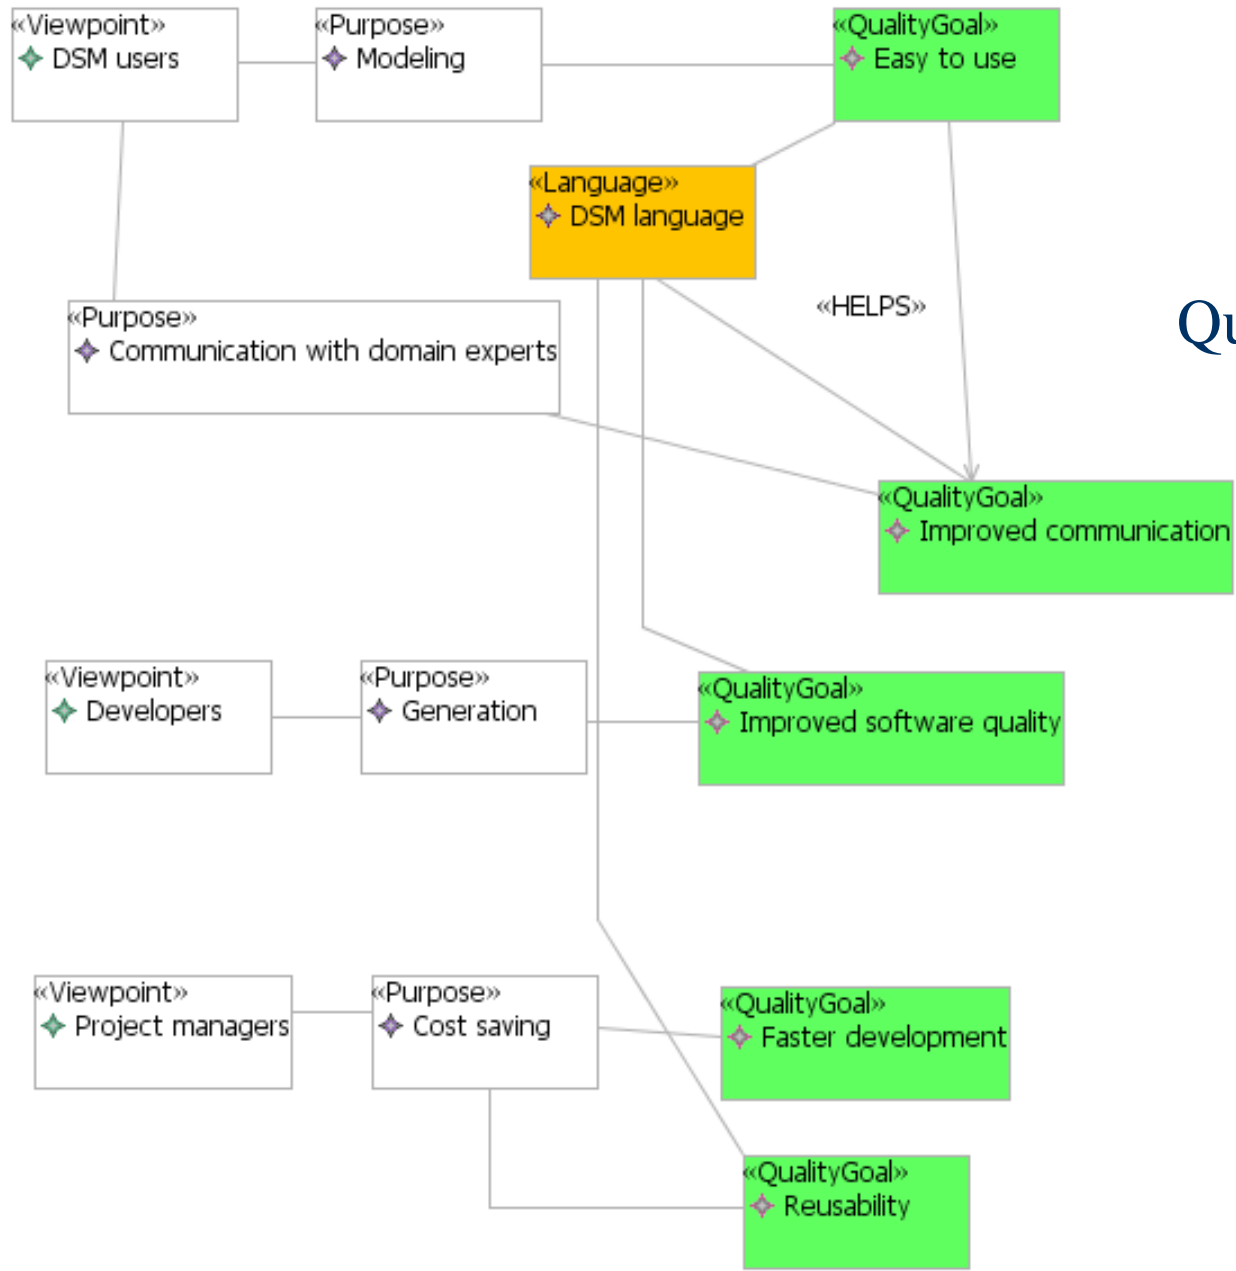 «Viewpoint»
DSM users
«Purpose»
Modeling
«QualityGoal»
Easy to use
«Language»
DSM language
«HELPS»
«Purpose»
Communication with domain experts
Qu
«QualityGoal»
Improved communication
«Viewpoint»
Developers
«Purpose»
Generation
«QualityGoal»
Improved software quality
«Viewpoint»
Project managers
«Purpose»
Cost saving
«QualityGoal»
Faster development
«QualityGoal»
Reusability